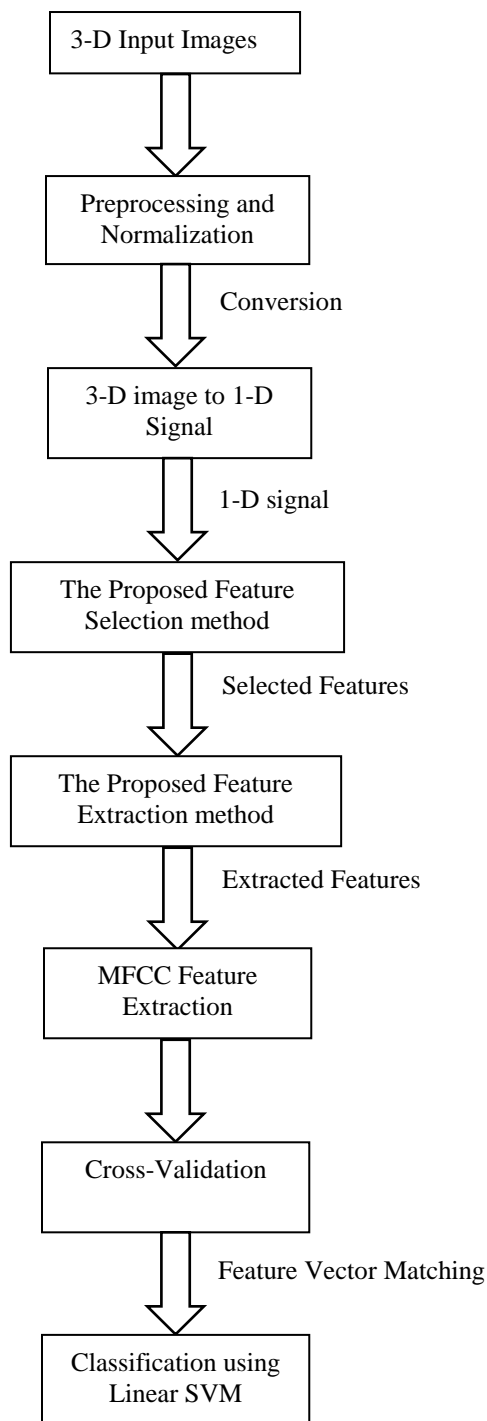 3-D Input Images
Preprocessing and
Normalization
Conversion
3-D image to 1-D
Signal
1-D signal
The Proposed Feature
Selection method
Selected Features
The Proposed Feature
Extraction method
Extracted Features
MFCC Feature
Extraction
Cross-Validation
Feature Vector Matching
Classification using
Linear SVM